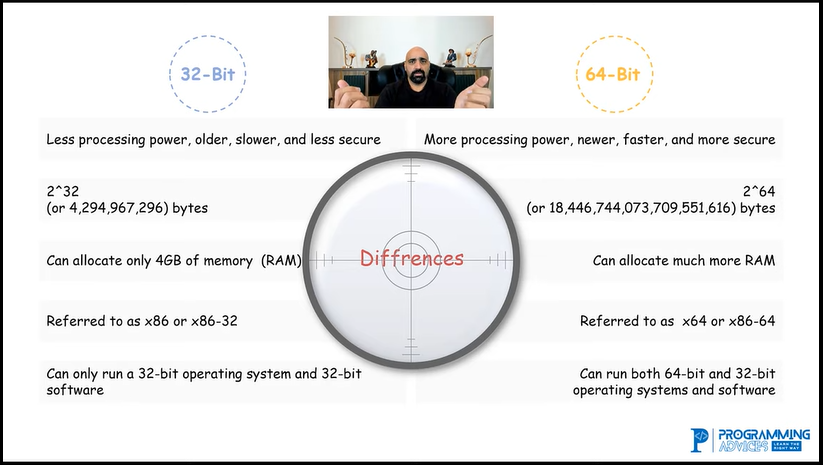 32-Bit
64-Bit
Less processing power, older, slower, and less secure
More processing power, newer, faster, and more secure
2^32
(or 4,294,967,296) bytes
2^64
(or 18,446,744,073,709,551,616) bytes
Diffrences
Can allocate only 4GB of memory (RAM)
Can allocate much more RAM
Referred to as x86 or x86-32
Referred to as x64 or x86-64
Can only run a 32-bit operating system and 32-bit
software
Can run both 64-bit and 32-bit
operating systems and software
PROGRAMMING
ADVICES
LEARN THE
RIGHT WAY